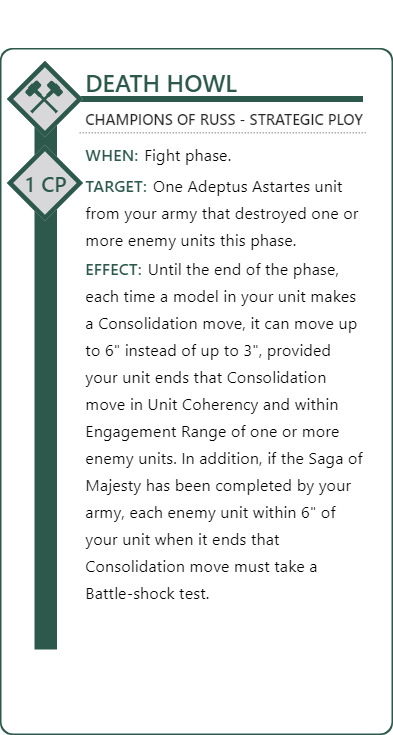 DEATH HOWL
CHAMPIONS OF RUSS - STRATEGIC PLOY
WHEN: Fight phase.
1 CP
TARGET: One Adeptus Astartes unit
from your army that destroyed one or
more enemy units this phase.
EFFECT: Until the end of the phase,
each time a model in your unit makes
a Consolidation move, it can move up
to 6" instead of up to 3", provided
your unit ends that Consolidation
move in Unit Coherency and within
Engagement Range of one or more
enemy units. In addition, if the Saga of
Majesty has been completed by your
army, each enemy unit within 6" of
your unit when it ends that
Consolidation move must take a
Battle-shock test.